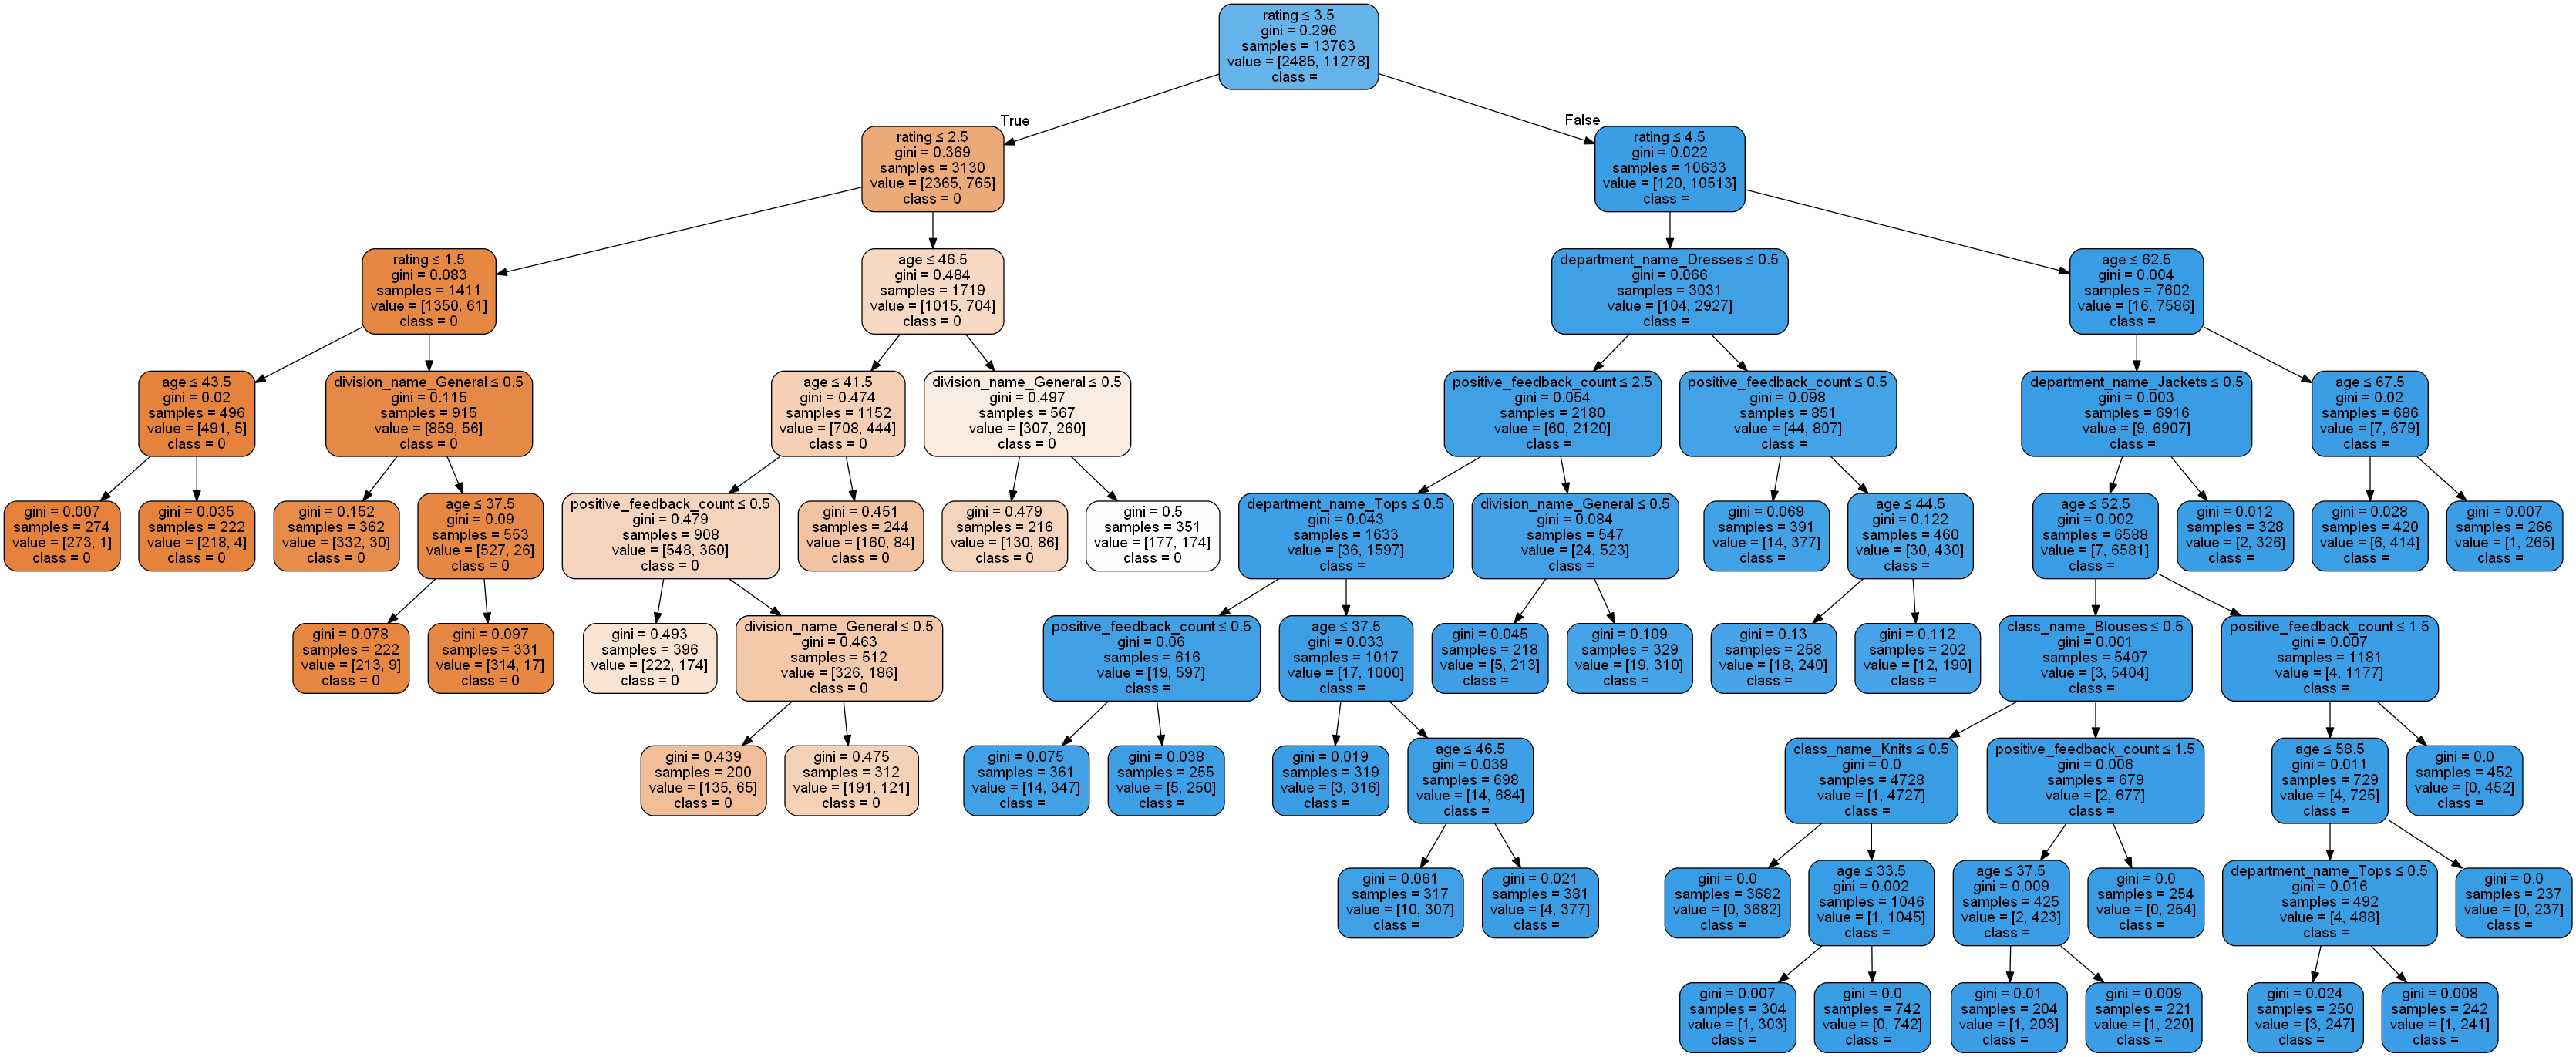 rating ≤ 3.5
gini = 0.296
samples = 13763
value = [2485, 11278]
class =
True
False
rating ≤ 2.5
gini = 0.369
samples = 3130
value = [2365, 765]
class = 0
rating ≤ 4.5
gini = 0.022
samples = 10633
value = [120, 10513]
class =
rating ≤ 1.5
gini = 0.083
samples = 1411
value = [1350, 61]
class = 0
age ≤ 46.5
gini = 0.484
samples = 1719
value = [1015, 704]
class = 0
department_name_Dresses ≤ 0.5
gini = 0.066
samples = 3031
value = [104, 2927]
class =
age ≤ 62.5
gini = 0.004
samples = 7602
value = [16, 7586]
class =
age ≤ 43.5
gini = 0.02
samples = 496
value = [491, 5]
class = 0
division_name_General ≤ 0.5
gini = 0.115
samples = 915
value = [859, 56]
class = 0
age ≤ 41.5
gini = 0.474
samples = 1152
value = [708, 444]
class = 0
division_name_General ≤ 0.5
gini = 0.497
samples = 567
value = [307, 260]
class = 0
positive_feedback_count ≤ 2.5
gini = 0.054
samples = 2180
value = [60, 2120]
class =
positive_feedback_count ≤ 0.5
gini = 0.098
samples = 851
value = [44, 807]
class =
department_name_Jackets ≤ 0.5
gini = 0.003
samples = 6916
value = [9, 6907]
class =
age ≤ 67.5
gini = 0.02
samples = 686
value = [7, 679]
class =
gini = 0.007
samples = 274
value = [273, 1]
class = 0
gini = 0.035
samples = 222
value = [218, 4]
class = 0
gini = 0.152
samples = 362
value = [332, 30]
class = 0
age ≤ 37.5
gini = 0.09
samples = 553
value = [527, 26]
class = 0
positive_feedback_count ≤ 0.5
gini = 0.479
samples = 908
value = [548, 360]
class = 0
gini = 0.451
samples = 244
value = [160, 84]
class = 0
gini = 0.479
samples = 216
value = [130, 86]
class = 0
gini = 0.5
samples = 351
value = [177, 174]
class = 0
department_name_Tops ≤ 0.5
gini = 0.043
samples = 1633
value = [36, 1597]
class =
division_name_General ≤ 0.5
gini = 0.084
samples = 547
value = [24, 523]
class =
gini = 0.069
samples = 391
value = [14, 377]
class =
age ≤ 44.5
gini = 0.122
samples = 460
value = [30, 430]
class =
age ≤ 52.5
gini = 0.002
samples = 6588
value = [7, 6581]
class =
gini = 0.012
samples = 328
value = [2, 326]
class =
gini = 0.028
samples = 420
value = [6, 414]
class =
gini = 0.007
samples = 266
value = [1, 265]
class =
gini = 0.078
samples = 222
value = [213, 9]
class = 0
gini = 0.097
samples = 331
value = [314, 17]
class = 0
gini = 0.493
samples = 396
value = [222, 174]
class = 0
division_name_General ≤ 0.5
gini = 0.463
samples = 512
value = [326, 186]
class = 0
positive_feedback_count ≤ 0.5
gini = 0.06
samples = 616
value = [19, 597]
class =
age ≤ 37.5
gini = 0.033
samples = 1017
value = [17, 1000]
class =
gini = 0.045
samples = 218
value = [5, 213]
class =
gini = 0.109
samples = 329
value = [19, 310]
class =
gini = 0.13
samples = 258
value = [18, 240]
class =
gini = 0.112
samples = 202
value = [12, 190]
class =
class_name_Blouses ≤ 0.5
gini = 0.001
samples = 5407
value = [3, 5404]
class =
positive_feedback_count ≤ 1.5
gini = 0.007
samples = 1181
value = [4, 1177]
class =
gini = 0.439
samples = 200
value = [135, 65]
class = 0
gini = 0.475
samples = 312
value = [191, 121]
class = 0
gini = 0.075
samples = 361
value = [14, 347]
class =
gini = 0.038
samples = 255
value = [5, 250]
class =
gini = 0.019
samples = 319
value = [3, 316]
class =
age ≤ 46.5
gini = 0.039
samples = 698
value = [14, 684]
class =
class_name_Knits ≤ 0.5
gini = 0.0
samples = 4728
value = [1, 4727]
class =
positive_feedback_count ≤ 1.5
gini = 0.006
samples = 679
value = [2, 677]
class =
age ≤ 58.5
gini = 0.011
samples = 729
value = [4, 725]
class =
gini = 0.0
samples = 452
value = [0, 452]
class =
gini = 0.061
samples = 317
value = [10, 307]
class =
gini = 0.021
samples = 381
value = [4, 377]
class =
gini = 0.0
samples = 3682
value = [0, 3682]
class =
age ≤ 33.5
gini = 0.002
samples = 1046
value = [1, 1045]
class =
age ≤ 37.5
gini = 0.009
samples = 425
value = [2, 423]
class =
gini = 0.0
samples = 254
value = [0, 254]
class =
department_name_Tops ≤ 0.5
gini = 0.016
samples = 492
value = [4, 488]
class =
gini = 0.0
samples = 237
value = [0, 237]
class =
gini = 0.007
samples = 304
value = [1, 303]
class =
gini = 0.0
samples = 742
value = [0, 742]
class =
gini = 0.01
samples = 204
value = [1, 203]
class =
gini = 0.009
samples = 221
value = [1, 220]
class =
gini = 0.024
samples = 250
value = [3, 247]
class =
gini = 0.008
samples = 242
value = [1, 241]
class =